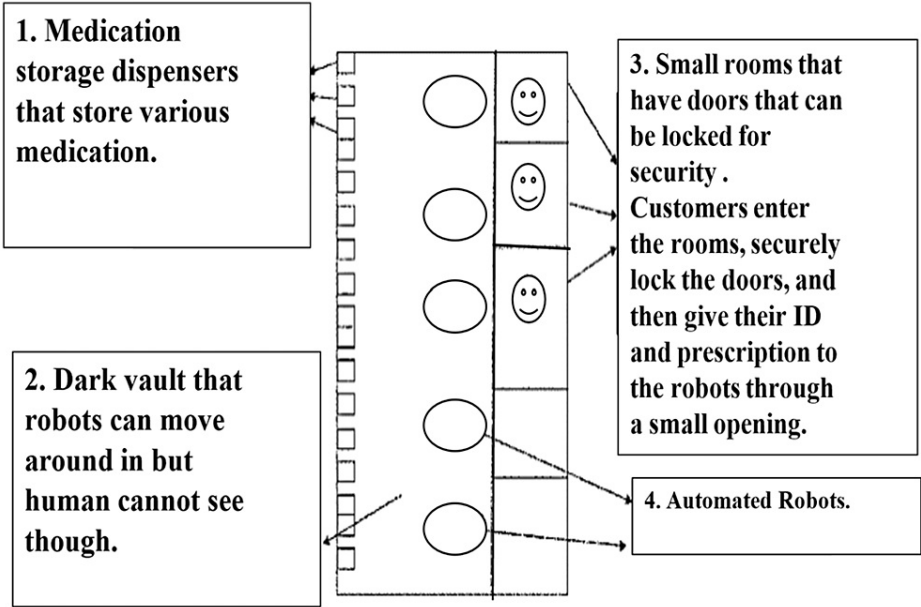 1. Medication
storage dispensers
that store various
medication.
2. Dark vault that
robots can move
around in but
human cannot see
though.
3. Small rooms that
have doors that can
be locked for
security .
Customers enter
the rooms, securely
lock the doors, and
then give their ID
and prescription to
the robots through
a small opening.
4. Automated Robots.